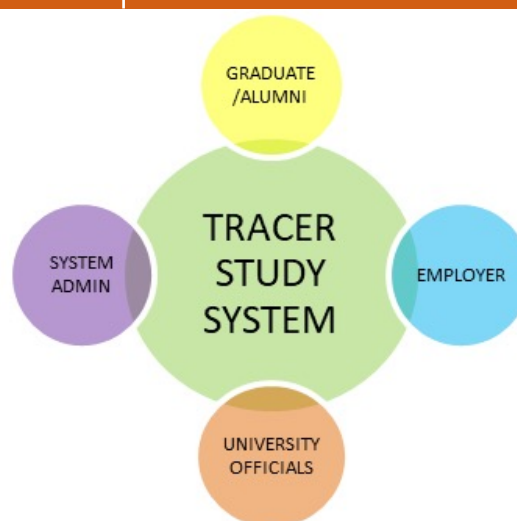 GRADUATE
/ALUMNI
TRACER
STUDY
SYSTEM
SYSTEM
ADMIN
EMPLOYER
UNIVERSITY
OFFICIALS